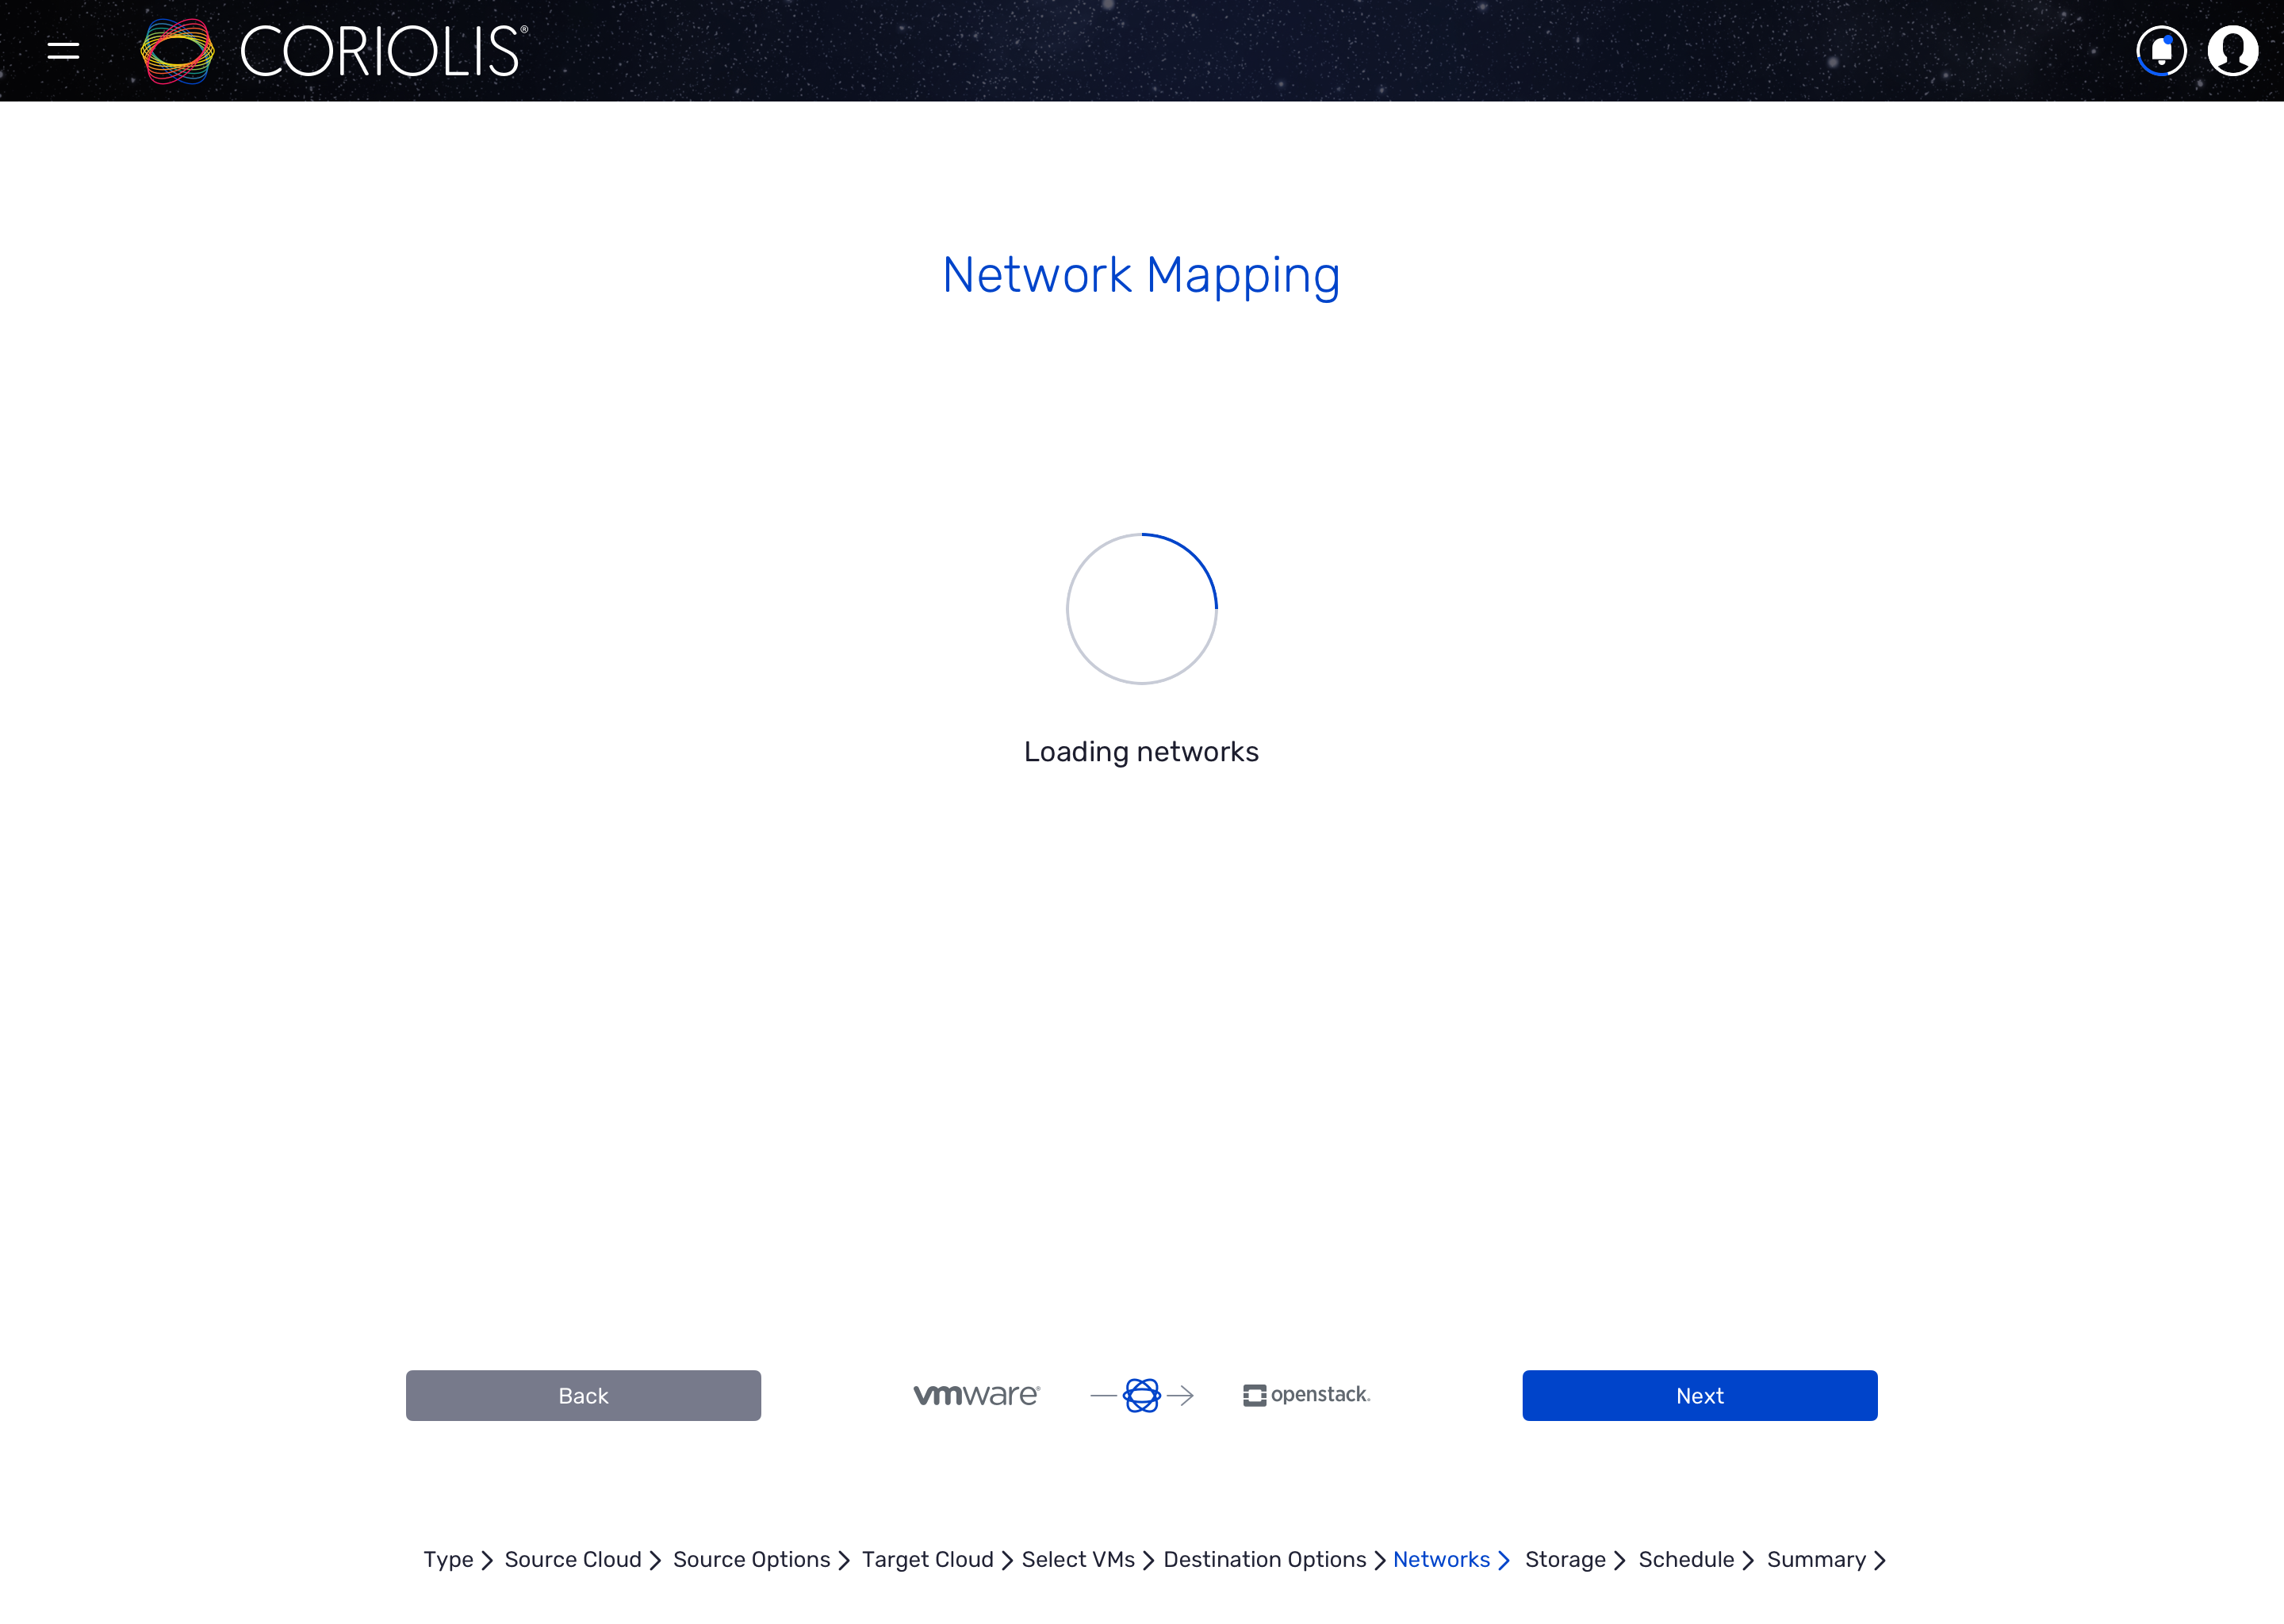 CORIOLIS®
Network Mapping
Loading networks
Back
vmware®
openstack.
Next
Type Source Cloud Source Options Target Cloud Select VMs Destination Options Networks Storage Schedule Summary